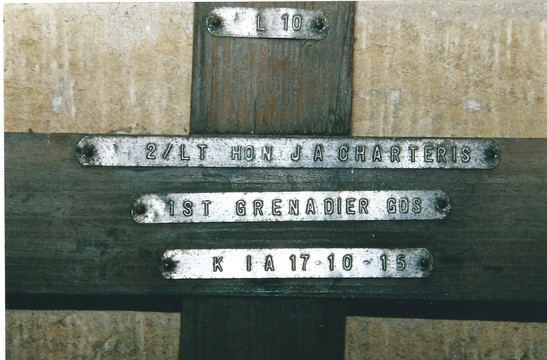 L 10
2/LT HON J A CHARTERIS
1ST GRENADIER GDS
K I A 17-10-15